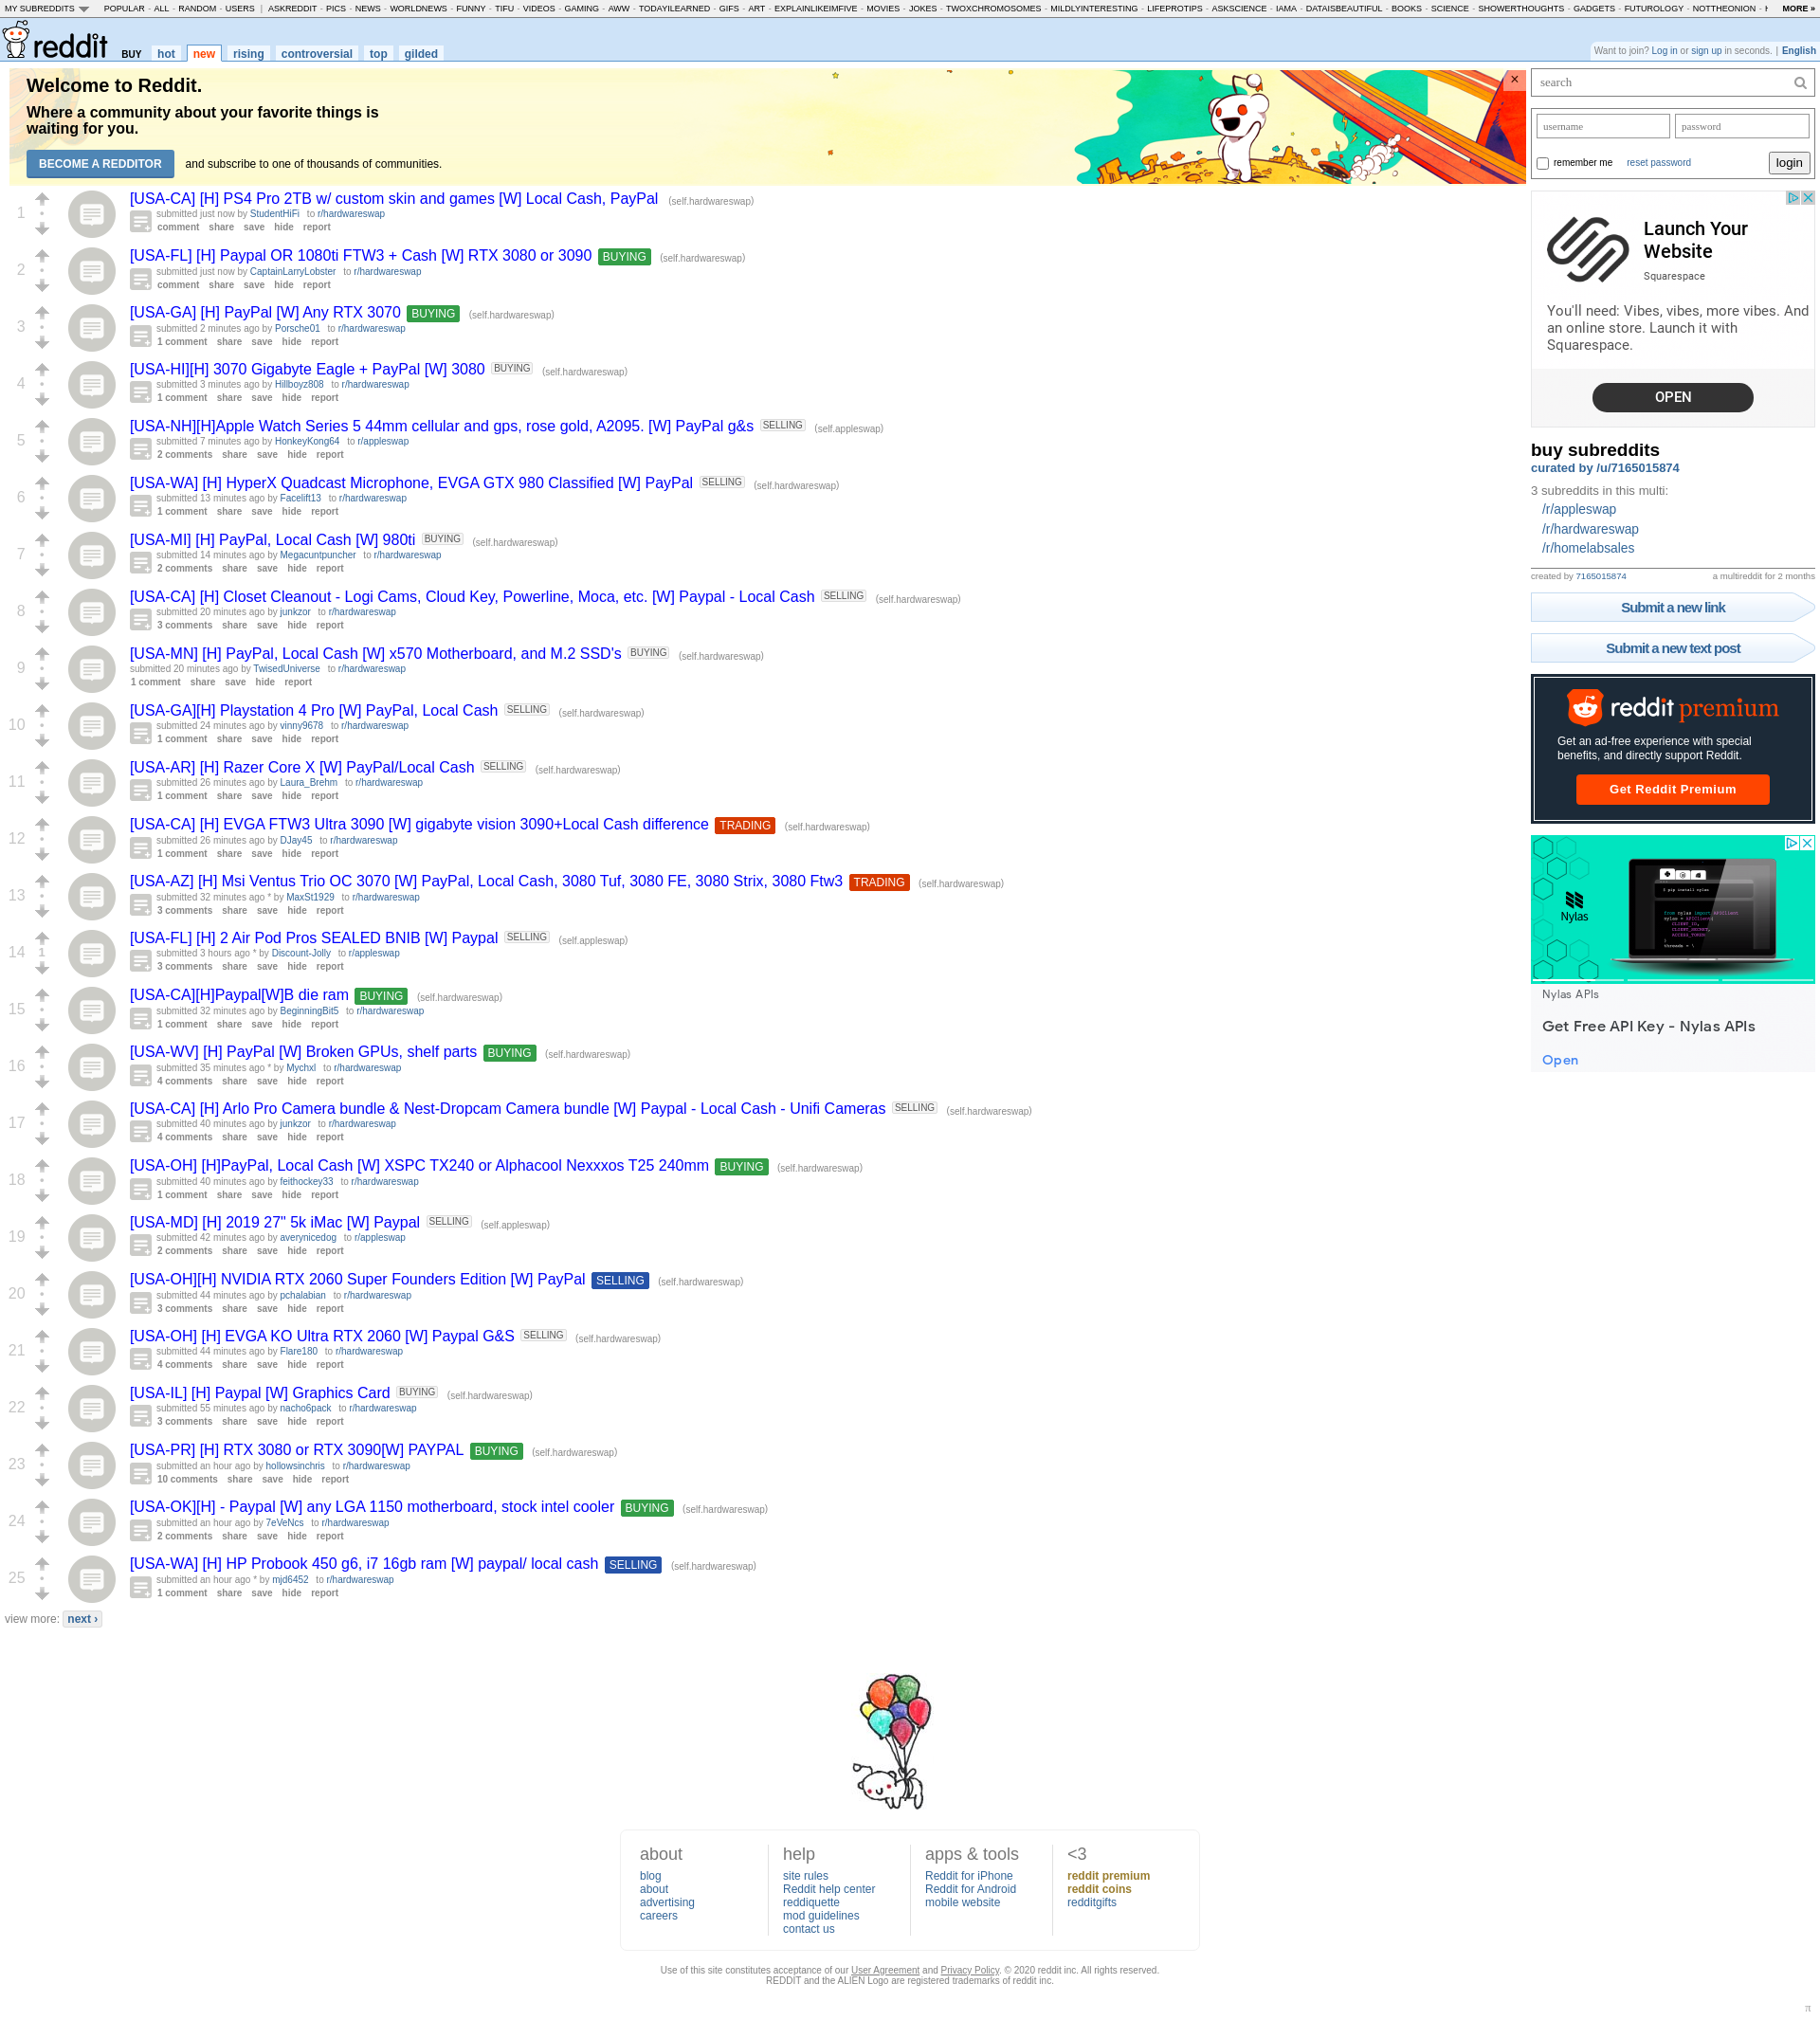 MY SUBREDDITS POPULAR - ALL - RANDOM - USERS | ASKREDDIT - PICS - NEWS - WORLDNEWS - FUNNY - TIFU - VIDEOS - GAMING - AWW - TODAYILEARNED - GIFS - ART - EXPLAINLIKEIMFIVE - MOVIES - JOKES - TWOXCHROMOSOMES - MILDLYINTERESTING - LIFEPROTIPS - ASKSCIENCE - IAMA - DATAISBEAUTIFUL - BOOKS - SCIENCE - SHOWERTHOUGHTS - GADGETS - FUTUROLOGY - NOTTHEONION - MORE »
reddit BUY hot new rising controversial top gilded
Want to join? Log in or sign up in seconds. | English
Welcome to Reddit.
Where a community about your favorite things is
waiting for you.
BECOME A REDDITOR and subscribe to one of thousands of communities.
×
1
[USA-CA] [H] PS4 Pro 2TB w/ custom skin and games [W] Local Cash, PayPal (self.hardwareswap)
submitted just now by StudentHiFi to r/hardwareswap
comment share save hide report
2
[USA-FL] [H] Paypal OR 1080ti FTW3 + Cash [W] RTX 3080 or 3090 BUYING (self.hardwareswap)
submitted just now by CaptainLarryLobster to r/hardwareswap
comment share save hide report
3
[USA-GA] [H] PayPal [W] Any RTX 3070 BUYING (self.hardwareswap)
submitted 2 minutes ago by Porsche01 to r/hardwareswap
1 comment share save hide report
4
[USA-HI][H] 3070 Gigabyte Eagle + PayPal [W] 3080 BUYING (self.hardwareswap)
submitted 3 minutes ago by Hillboyz808 to r/hardwareswap
1 comment share save hide report
5
[USA-NH][H]Apple Watch Series 5 44mm cellular and gps, rose gold, A2095. [W] PayPal g&s SELLING (self.appleswap)
submitted 7 minutes ago by HonkeyKong64 to r/appleswap
2 comments share save hide report
6
[USA-WA] [H] HyperX Quadcast Microphone, EVGA GTX 980 Classified [W] PayPal SELLING (self.hardwareswap)
submitted 13 minutes ago by Facelift13 to r/hardwareswap
1 comment share save hide report
7
[USA-MI] [H] PayPal, Local Cash [W] 980ti BUYING (self.hardwareswap)
submitted 14 minutes ago by Megacuntpuncher to r/hardwareswap
2 comments share save hide report
8
[USA-CA] [H] Closet Cleanout - Logi Cams, Cloud Key, Powerline, Moca, etc. [W] Paypal - Local Cash SELLING (self.hardwareswap)
submitted 20 minutes ago by junkzor to r/hardwareswap
3 comments share save hide report
9
[USA-MN] [H] PayPal, Local Cash [W] x570 Motherboard, and M.2 SSD's BUYING (self.hardwareswap)
submitted 20 minutes ago by TwisedUniverse to r/hardwareswap
1 comment share save hide report
10
[USA-GA][H] Playstation 4 Pro [W] PayPal, Local Cash SELLING (self.hardwareswap)
submitted 24 minutes ago by vinny9678 to r/hardwareswap
1 comment share save hide report
11
[USA-AR] [H] Razer Core X [W] PayPal/Local Cash SELLING (self.hardwareswap)
submitted 26 minutes ago by Laura_Brehm to r/hardwareswap
1 comment share save hide report
12
[USA-CA] [H] EVGA FTW3 Ultra 3090 [W] gigabyte vision 3090+Local Cash difference TRADING (self.hardwareswap)
submitted 26 minutes ago by DJay45 to r/hardwareswap
1 comment share save hide report
13
[USA-AZ] [H] Msi Ventus Trio OC 3070 [W] PayPal, Local Cash, 3080 Tuf, 3080 FE, 3080 Strix, 3080 Ftw3 TRADING (self.hardwareswap)
submitted 32 minutes ago * by MaxSt1929 to r/hardwareswap
3 comments share save hide report
14 1
[USA-FL] [H] 2 Air Pod Pros SEALED BNIB [W] Paypal SELLING (self.appleswap)
submitted 3 hours ago * by Discount-Jolly to r/appleswap
3 comments share save hide report
15
[USA-CA][H]Paypal[W]B die ram BUYING (self.hardwareswap)
submitted 32 minutes ago by BeginningBit5 to r/hardwareswap
1 comment share save hide report
16
[USA-WV] [H] PayPal [W] Broken GPUs, shelf parts BUYING (self.hardwareswap)
submitted 35 minutes ago * by Mychxl to r/hardwareswap
4 comments share save hide report
17
[USA-CA] [H] Arlo Pro Camera bundle & Nest-Dropcam Camera bundle [W] Paypal - Local Cash - Unifi Cameras SELLING (self.hardwareswap)
submitted 40 minutes ago by junkzor to r/hardwareswap
4 comments share save hide report
18
[USA-OH] [H]PayPal, Local Cash [W] XSPC TX240 or Alphacool Nexxxos T25 240mm BUYING (self.hardwareswap)
submitted 40 minutes ago by feithockey33 to r/hardwareswap
1 comment share save hide report
19
[USA-MD] [H] 2019 27" 5k iMac [W] Paypal SELLING (self.appleswap)
submitted 42 minutes ago by averynicedog to r/appleswap
2 comments share save hide report
20
[USA-OH][H] NVIDIA RTX 2060 Super Founders Edition [W] PayPal SELLING (self.hardwareswap)
submitted 44 minutes ago by pchalabian to r/hardwareswap
3 comments share save hide report
21
[USA-OH] [H] EVGA KO Ultra RTX 2060 [W] Paypal G&S SELLING (self.hardwareswap)
submitted 44 minutes ago by Flare180 to r/hardwareswap
4 comments share save hide report
22
[USA-IL] [H] Paypal [W] Graphics Card BUYING (self.hardwareswap)
submitted 55 minutes ago by nacho6pack to r/hardwareswap
3 comments share save hide report
23
[USA-PR] [H] RTX 3080 or RTX 3090[W] PAYPAL BUYING (self.hardwareswap)
submitted an hour ago by hollowsinchris to r/hardwareswap
10 comments share save hide report
24
[USA-OK][H] - Paypal [W] any LGA 1150 motherboard, stock intel cooler BUYING (self.hardwareswap)
submitted an hour ago by 7eVeNcs to r/hardwareswap
2 comments share save hide report
25
[USA-WA] [H] HP Probook 450 g6, i7 16gb ram [W] paypal/ local cash SELLING (self.hardwareswap)
submitted an hour ago * by mjd6452 to r/hardwareswap
1 comment share save hide report
view more: next ›
search
username password
remember me reset password login
Launch Your
Website
Squarespace
You'll need: Vibes, vibes, more vibes. And
an online store. Launch it with
Squarespace.
OPEN
buy subreddits
curated by /u/7165015874
3 subreddits in this multi:
/r/appleswap
/r/hardwareswap
/r/homelabsales
created by 7165015874 a multireddit for 2 months
Submit a new link
Submit a new text post
reddit premium
Get an ad-free experience with special
benefits, and directly support Reddit.
Get Reddit Premium
Nylas
$ pip install nylas
from nylas import APIClient
Nylas APIs
Get Free API Key - Nylas APIs
Open
about
blog
about
advertising
careers
help
site rules
Reddit help center
reddiquette
mod guidelines
contact us
apps & tools
Reddit for iPhone
Reddit for Android
mobile website
<3
reddit premium
reddit coins
redditgifts
Use of this site constitutes acceptance of our User Agreement and Privacy Policy. © 2020 reddit inc. All rights reserved.
REDDIT and the ALIEN Logo are registered trademarks of reddit inc.
π